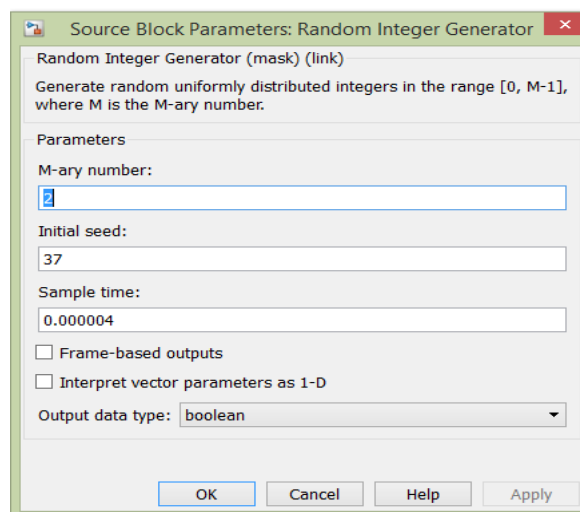 Source Block Parameters: Random Integer Generator
Random Integer Generator (mask) (link)
Generate random uniformly distributed integers in the range [0, M-1],
where M is the M-ary number.
Parameters
M-ary number:
2
Initial seed:
37
Sample time:
0.000004
Frame-based outputs
Interpret vector parameters as 1-D
Output data type: boolean
OK Cancel Help Apply